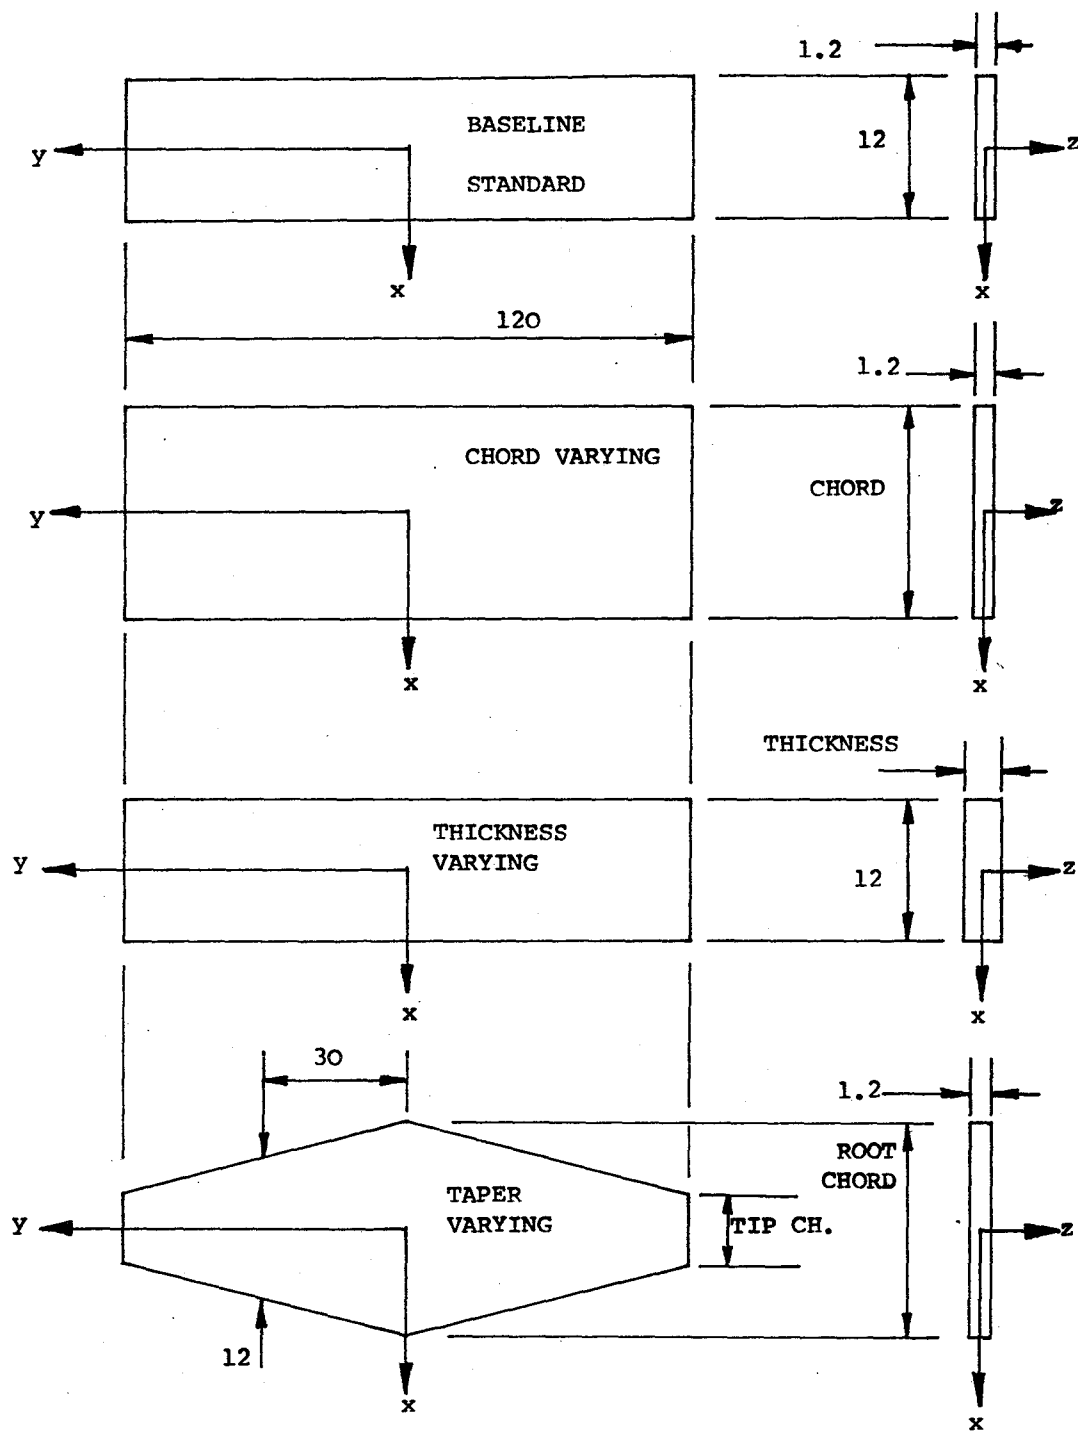 1.2
BASELINE
STANDARD
12
y
z
x
x
120
1.2
CHORD VARYING
CHORD
y
z
x
x
THICKNESS
THICKNESS
VARYING
12
y
z
x
x
30
1.2
ROOT
CHORD
TAPER
VARYING
TIP CH.
y
z
12
x
x